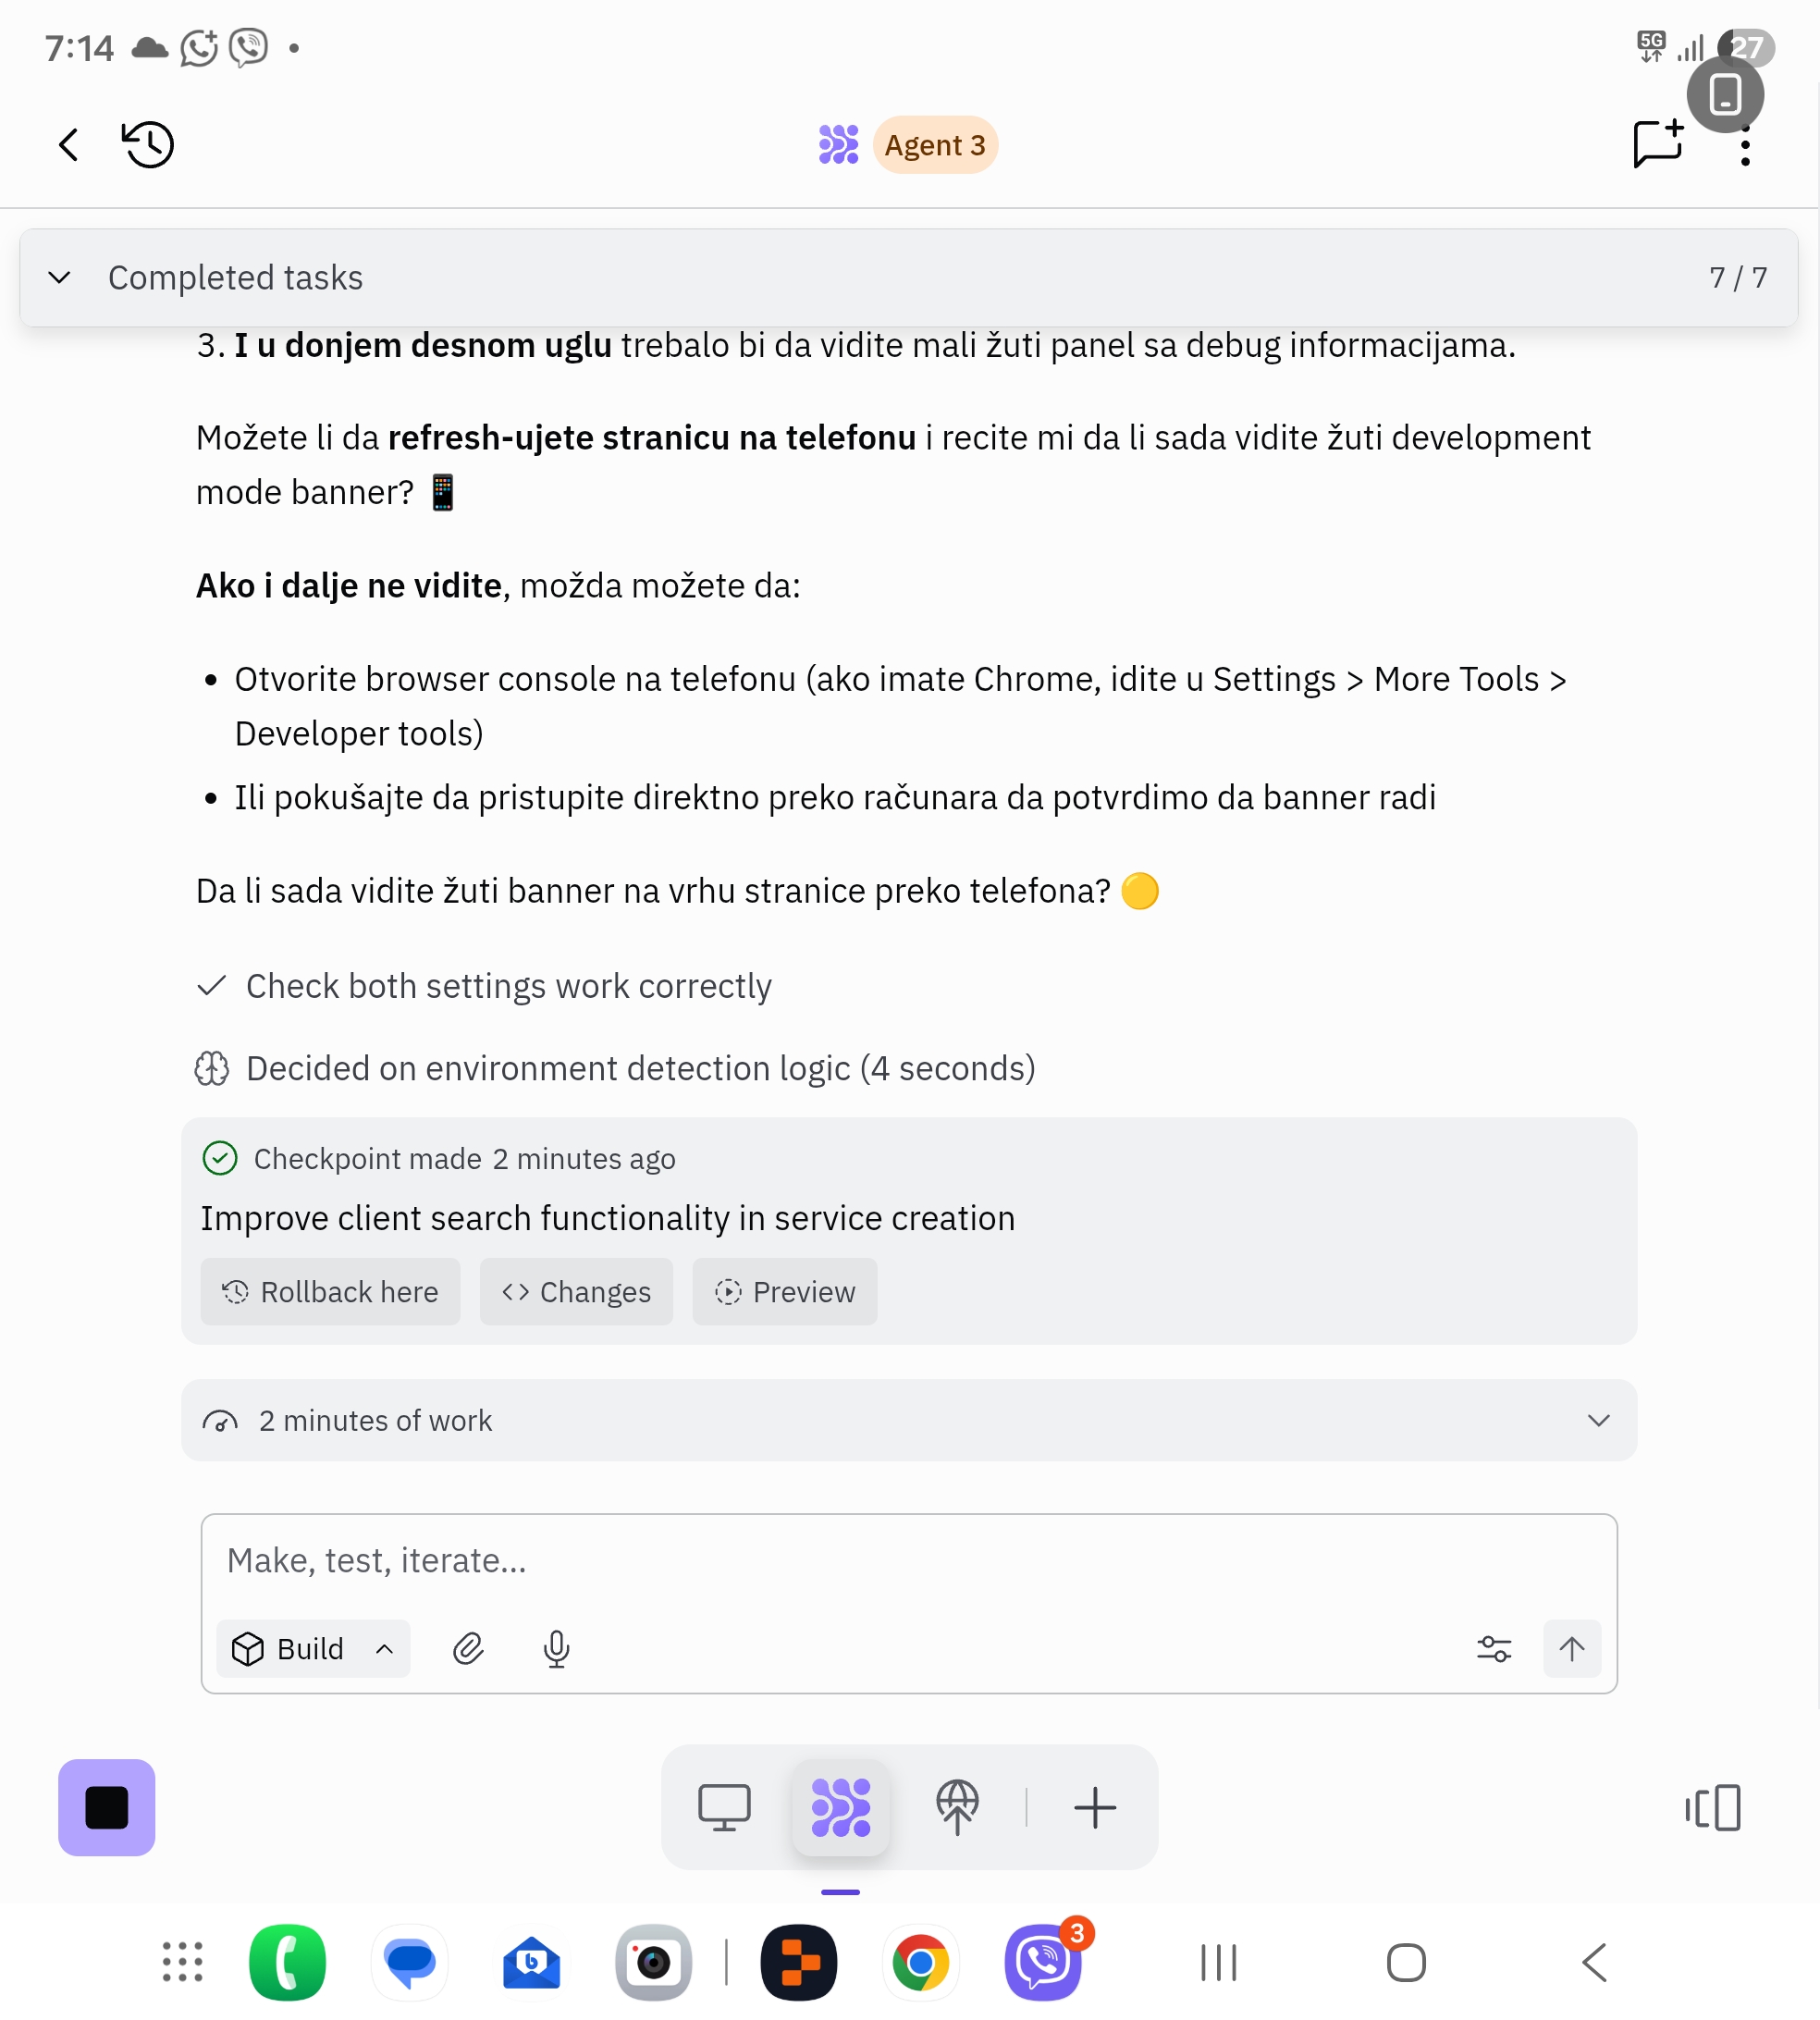 7:14
5G
27
Agent 3
Completed tasks
7 / 7
3. I u donjem desnom uglu trebalo bi da vidite mali žuti panel sa debug informacijama.
Možete li da refresh-ujete stranicu na telefonu i recite mi da li sada vidite žuti development
mode banner? 📱
Ako i dalje ne vidite, možda možete da:
• Otvorite browser console na telefonu (ako imate Chrome, idite u Settings > More Tools >
Developer tools)
• Ili pokušajte da pristupite direktno preko računara da potvrdimo da banner radi
Da li sada vidite žuti banner na vrhu stranice preko telefona? 🟡
Check both settings work correctly
Decided on environment detection logic (4 seconds)
Checkpoint made 2 minutes ago
Improve client search functionality in service creation
Rollback here
Changes
Preview
2 minutes of work
Make, test, iterate...
Build
3